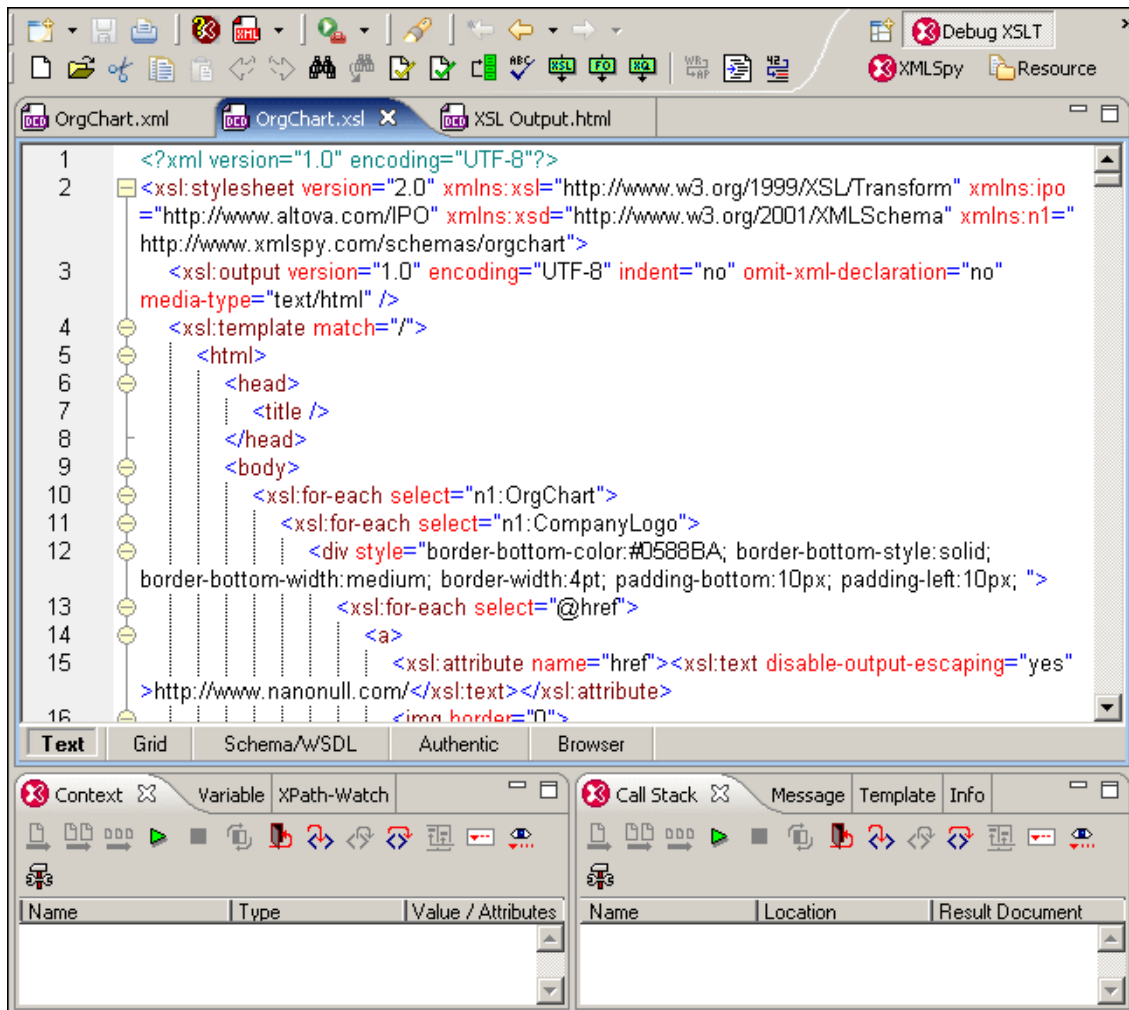 Debug XSLT
XMLSpy Resource
OrgChart.xml OrgChart.xsl XSL Output.html
1 <?xml version="1.0" encoding="UTF-8"?>
2 <xsl:stylesheet version="2.0" xmlns:xsl="http://www.w3.org/1999/XSL/Transform" xmlns:ipo
="http://www.altova.com/IPO" xmlns:xsd="http://www.w3.org/2001/XMLSchema" xmlns:n1="
http://www.xmlspy.com/schemas/orgchart">
3 <xsl:output version="1.0" encoding="UTF-8" indent="no" omit-xml-declaration="no"
media-type="text/html" />
4 <xsl:template match="/">
5 <html>
6 <head>
7 <title />
8 </head>
9 <body>
10 <xsl:for-each select="n1:OrgChart">
11 <xsl:for-each select="n1:CompanyLogo">
12 <div style="border-bottom-color:#0588BA; border-bottom-style:solid;
border-bottom-width:medium; border-width:4pt; padding-bottom:10px; padding-left:10px; ">
13 <xsl:for-each select="@href">
14 <a>
15 <xsl:attribute name="href"><xsl:text disable-output-escaping="yes"
>http://www.nanonull.com/</xsl:text></xsl:attribute>
16 <img border="0">
Text Grid Schema/WSDL Authentic Browser
Context Variable XPath-Watch
Name Type Value / Attributes
Call Stack Message Template Info
Name Location Result Document